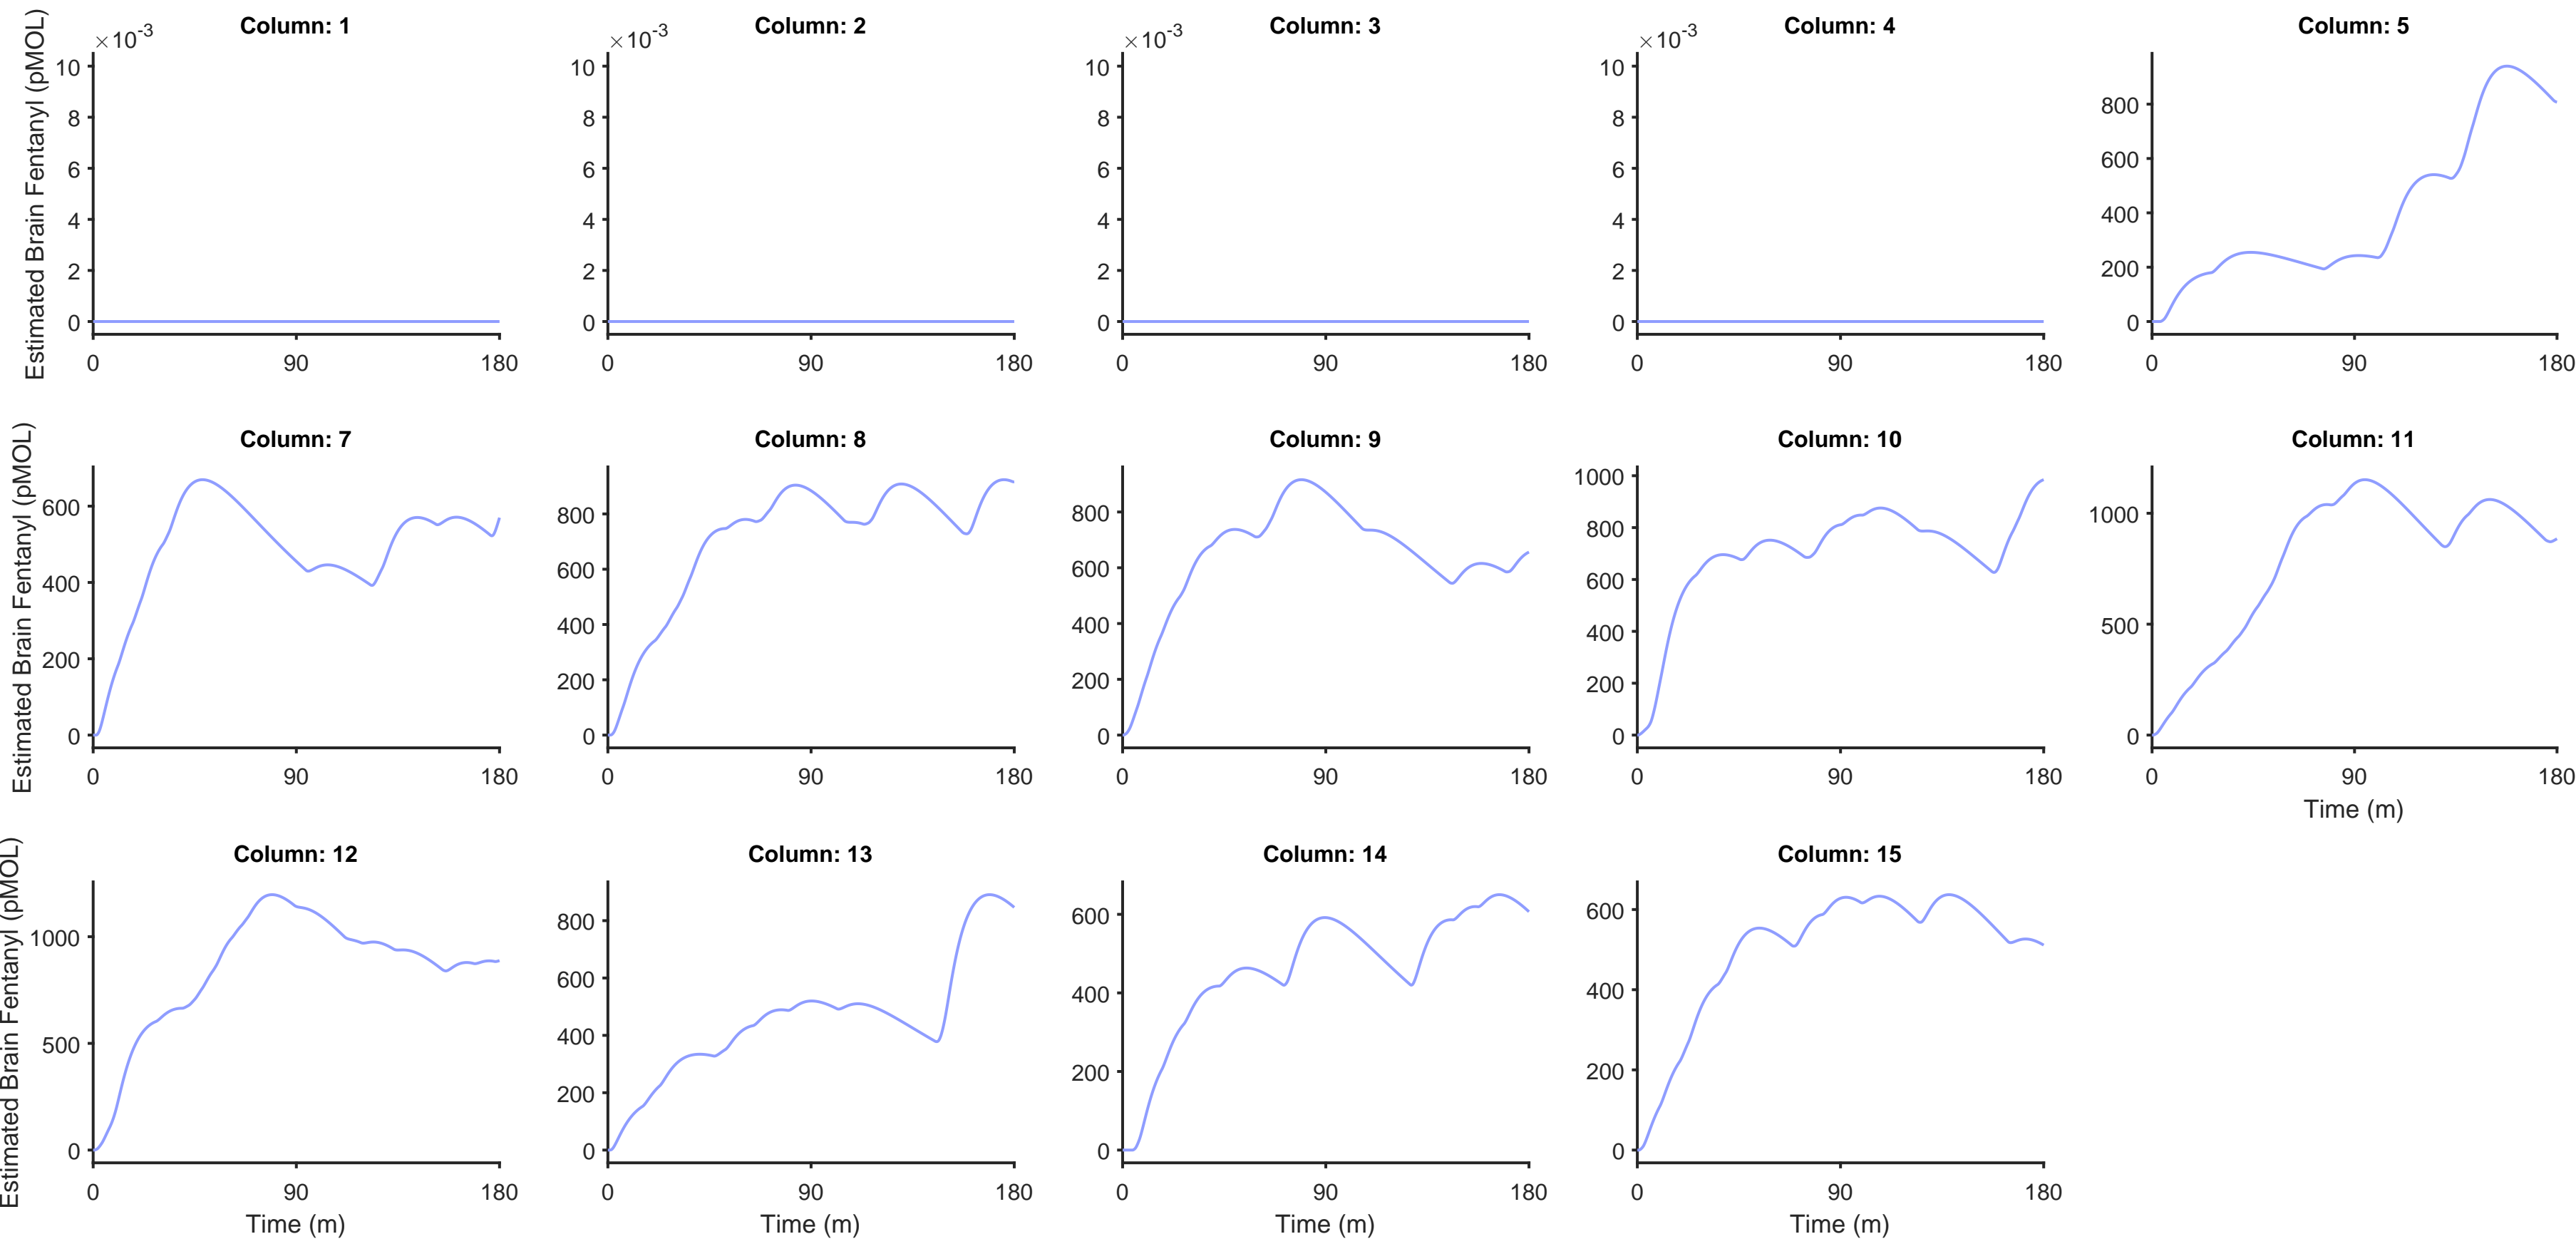 Column: 1
Column: 2
Column: 3
Column: 4
Column: 5
×10-3
×10-3
×10-3
×10-3
Estimated Brain Fentanyl (pMOL)
10
8
6
4
2
0
0 90 180
10
8
6
4
2
0
0 90 180
10
8
6
4
2
0
0 90 180
10
8
6
4
2
0
0 90 180
800
600
400
200
0
0 90 180
Column: 7
Column: 8
Column: 9
Column: 10
Column: 11
Estimated Brain Fentanyl (pMOL)
600
400
200
0
0 90 180
800
600
400
200
0
0 90 180
800
600
400
200
0
0 90 180
1000
800
600
400
200
0
0 90 180
1000
500
0
0 90 180
Time (m)
Column: 12
Column: 13
Column: 14
Column: 15
Estimated Brain Fentanyl (pMOL)
1000
500
0
0 90 180
Time (m)
800
600
400
200
0
0 90 180
Time (m)
600
400
200
0
0 90 180
Time (m)
600
400
200
0
0 90 180
Time (m)